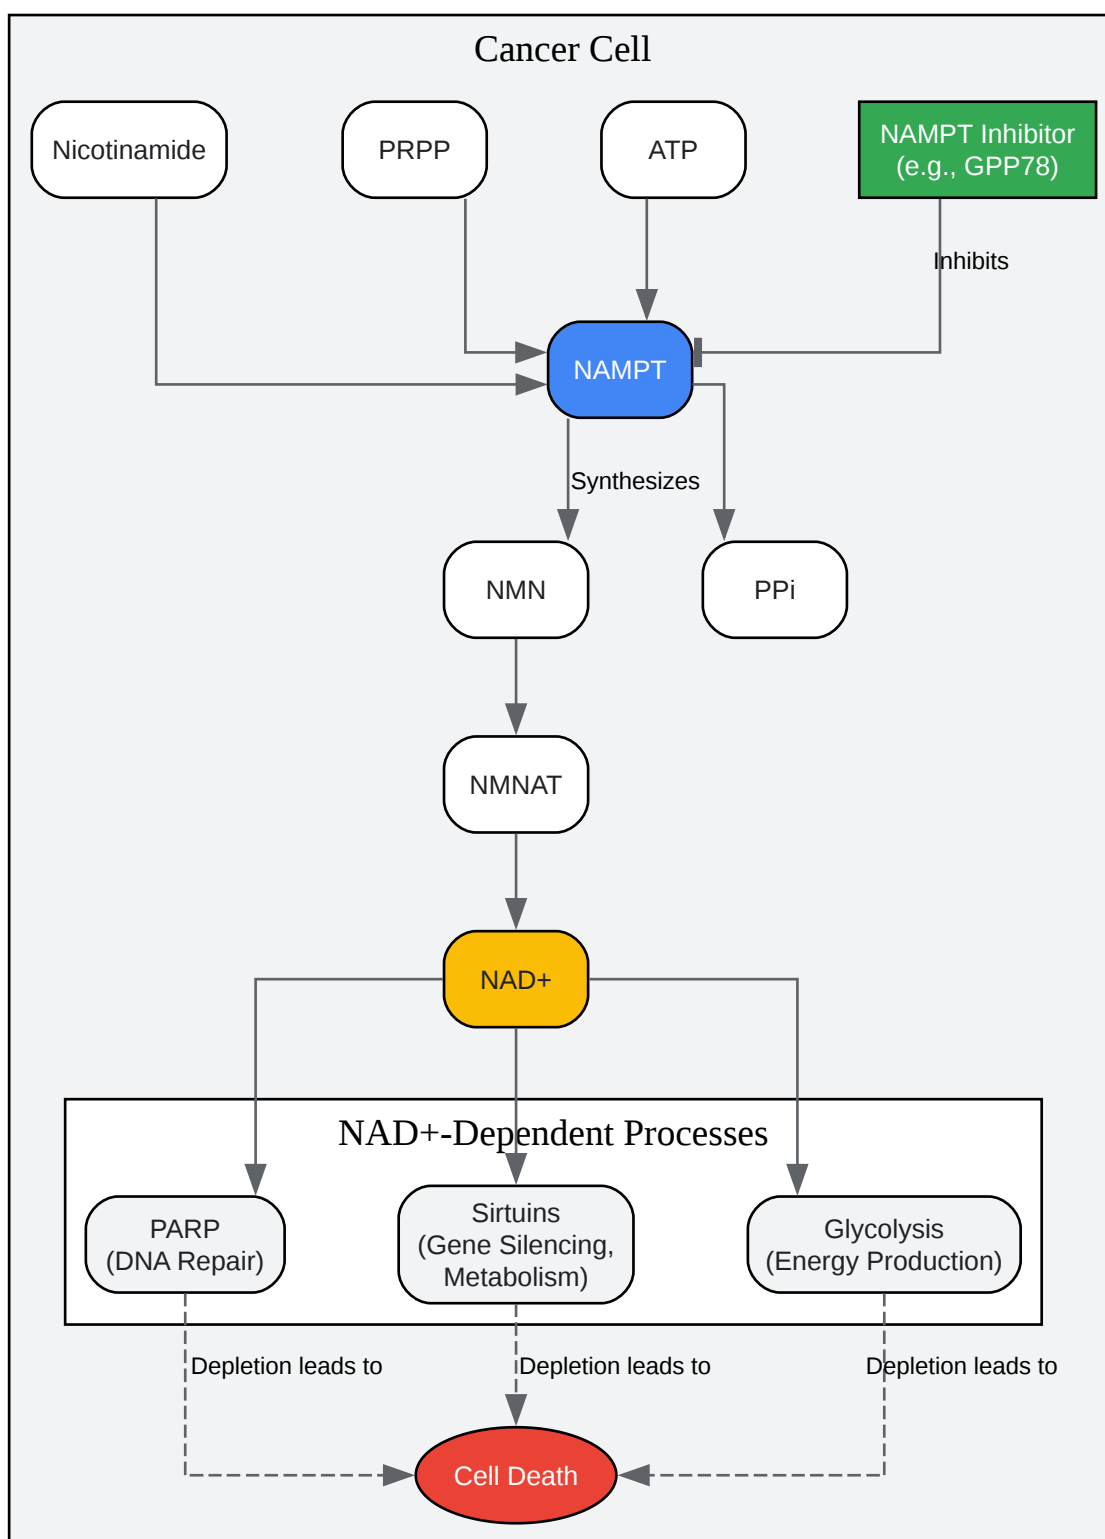 Cancer Cell
Nicotinamide
PRPP
ATP
NAMPT Inhibitor
(e.g., GPP78)
Inhibits
NAMPT
Synthesizes
NMN
PPi
NMNAT
NAD+
NAD+-Dependent Processes
PARP
(DNA Repair)
Sirtuins
(Gene Silencing,
Metabolism)
Glycolysis
(Energy Production)
Depletion leads to
Depletion leads to
Depletion leads to
Cell Death